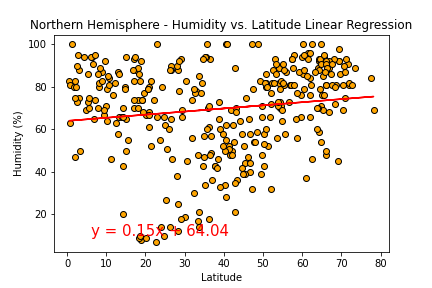 Northern Hemisphere - Humidity vs. Latitude Linear Regression
Humidity (%)
100
80
60
40
20
y = 0.15x + 64.04
0 10 20 30 40 50 60 70 80
Latitude